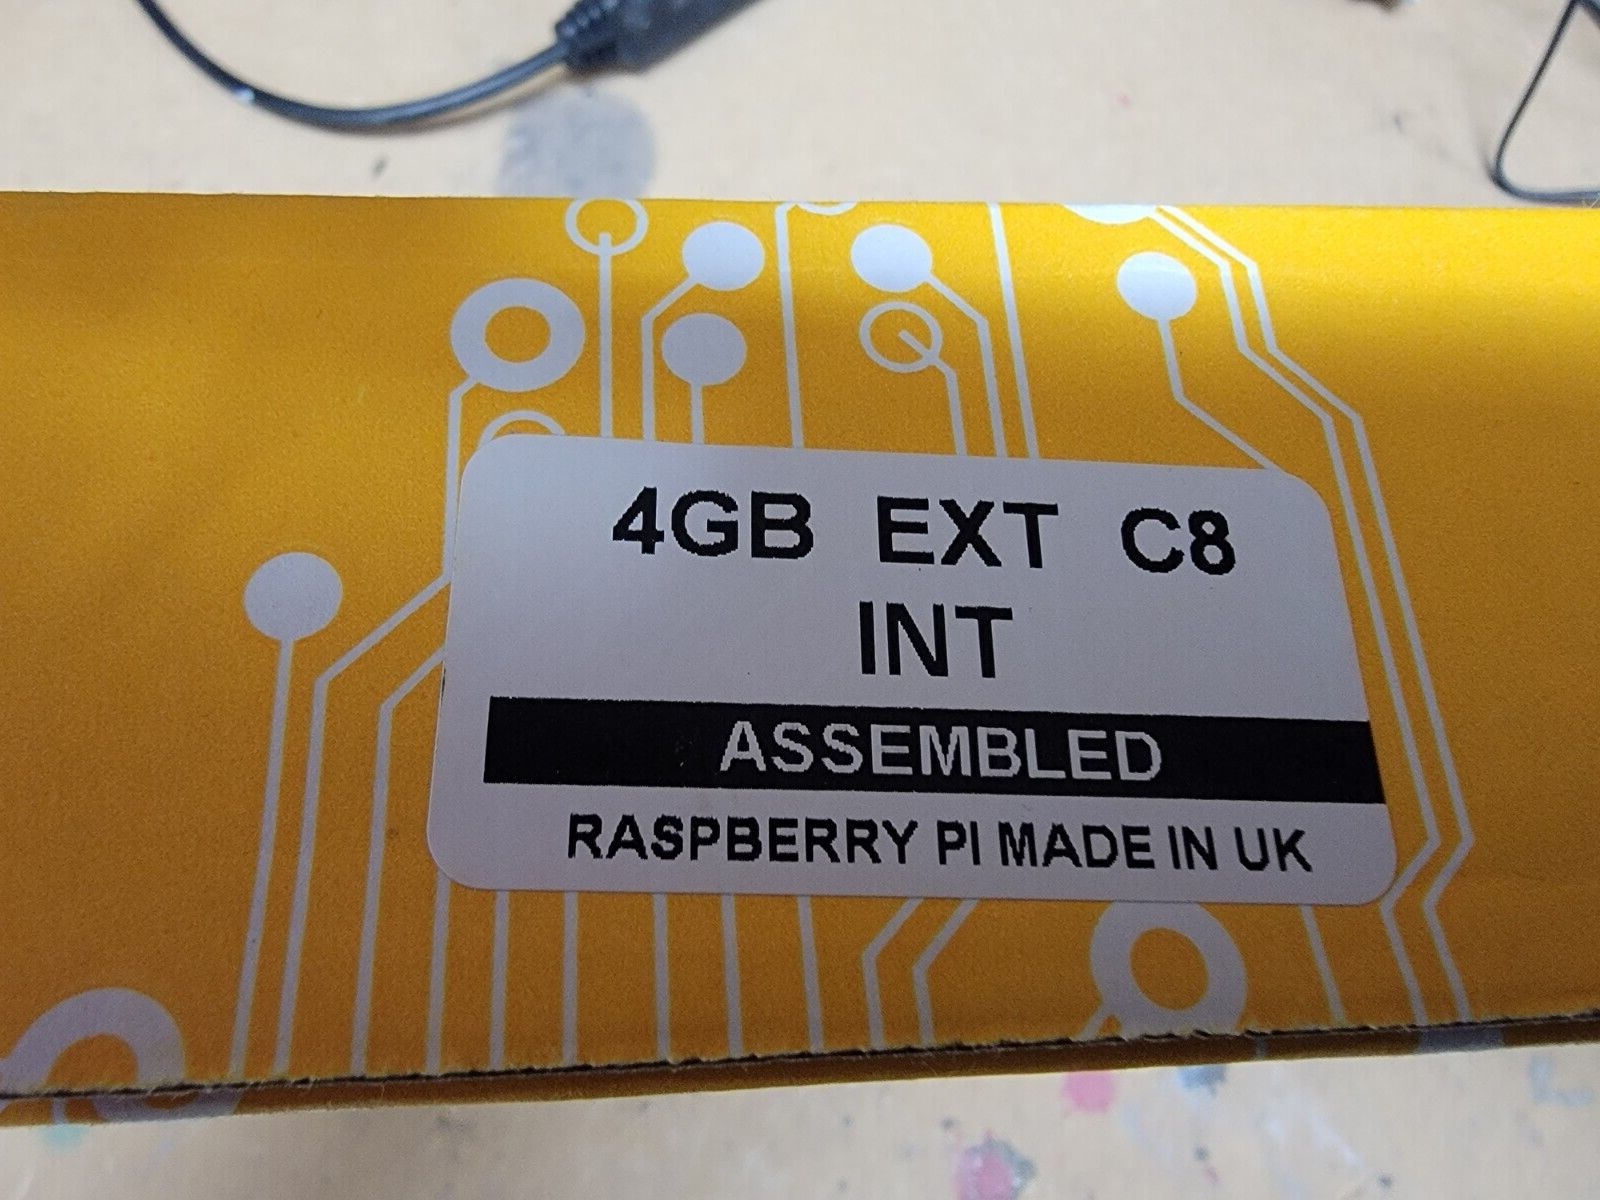 4GB EXT C8
INT
ASSEMBLED
RASPBERRY PI MADE IN UK